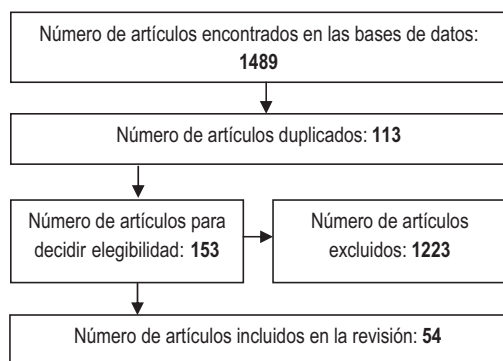 Número de artículos encontrados en las bases de datos:
1489
Número de artículos duplicados: 113
Número de artículos para
decidir elegibilidad: 153
Número de artículos
excluidos: 1223
Número de artículos incluidos en la revisión: 54